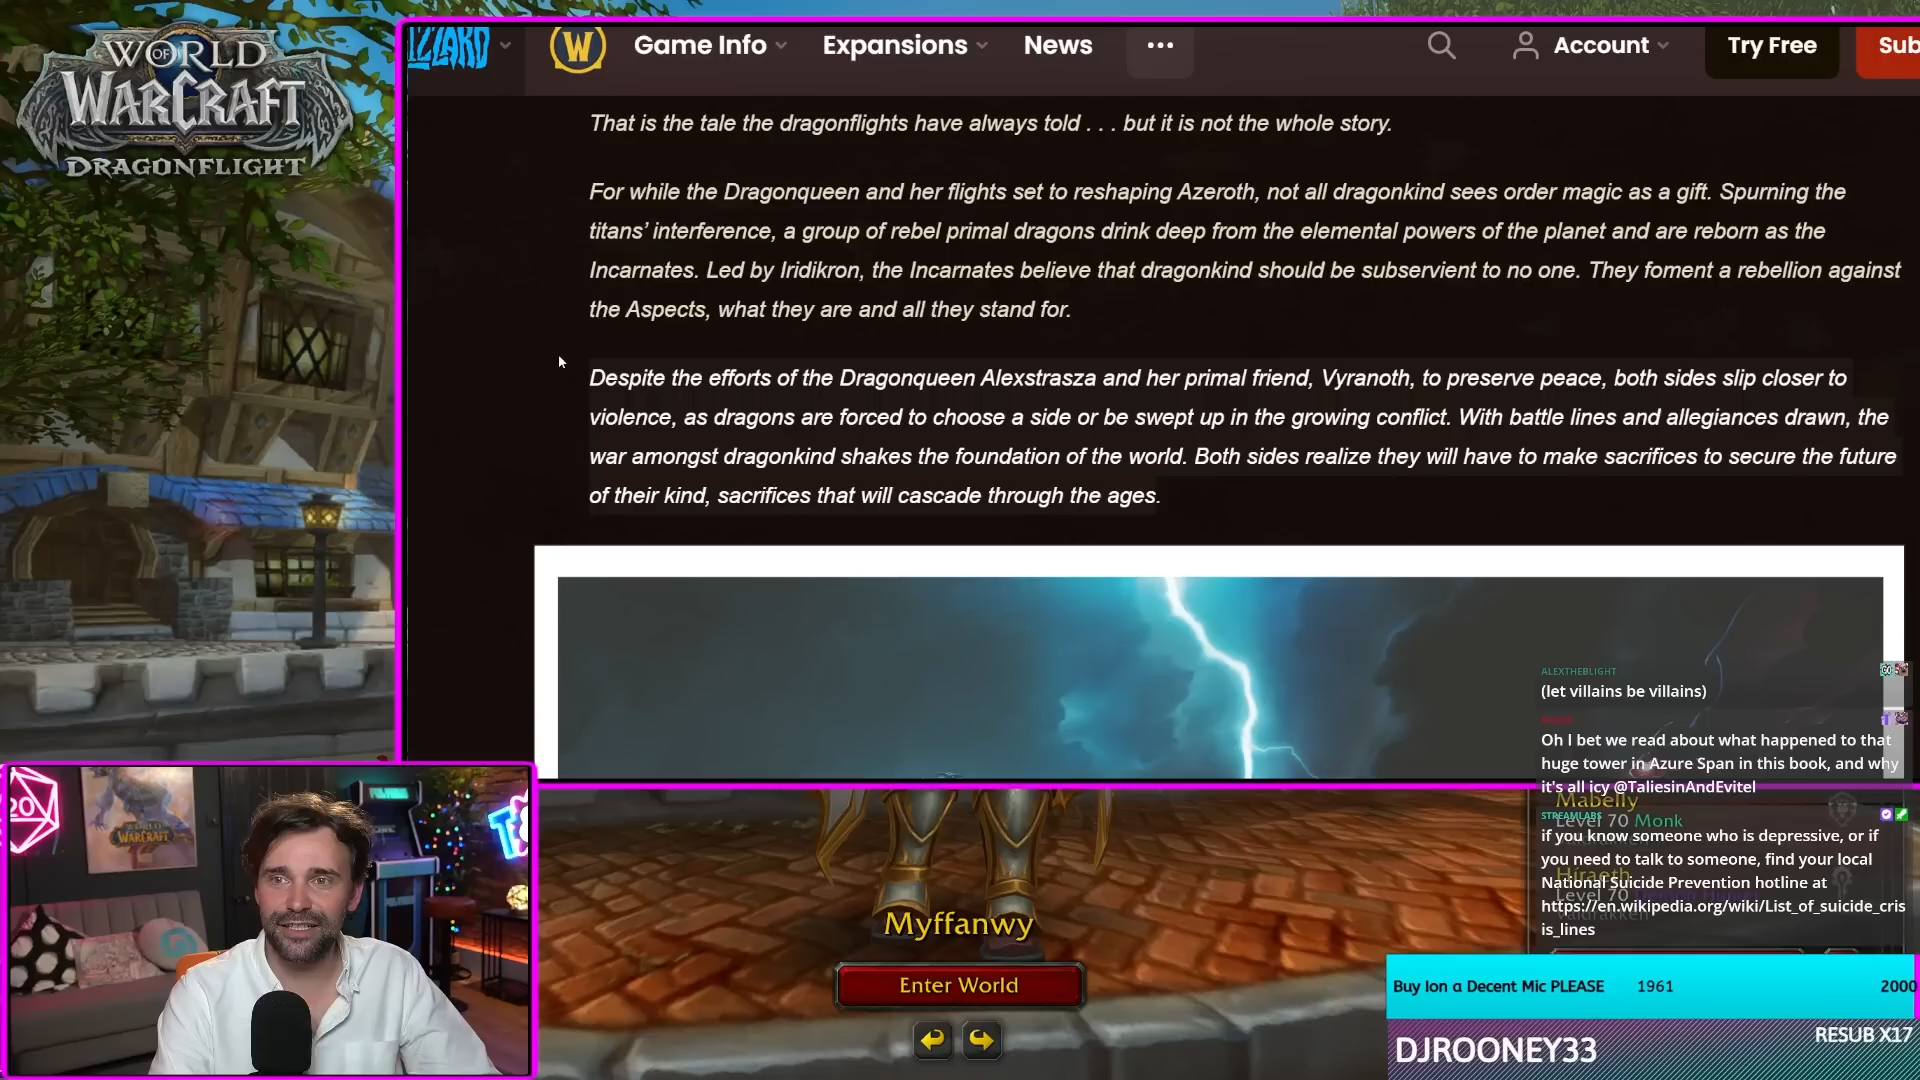 WORLD
OF
WARCRAFT
DRAGONFLIGHT
Game Info
Expansions
News
...
Account
Try Free
Sub
That is the tale the dragonflights have always told . . . but it is not the whole story.
For while the Dragonqueen and her flights set to reshaping Azeroth, not all dragonkind sees order magic as a gift. Spurning the
titans’ interference, a group of rebel primal dragons drink deep from the elemental powers of the planet and are reborn as the
Incarnates. Led by Iridikron, the Incarnates believe that dragonkind should be subservient to no one. They foment a rebellion against
the Aspects, what they are and all they stand for.
Despite the efforts of the Dragonqueen Alexstrasza and her primal friend, Vyranoth, to preserve peace, both sides slip closer to
violence, as dragons are forced to choose a side or be swept up in the growing conflict. With battle lines and allegiances drawn, the
war amongst dragonkind shakes the foundation of the world. Both sides realize they will have to make sacrifices to secure the future
of their kind, sacrifices that will cascade through the ages.
ALEXTHEBLIGHT
(let villains be villains)
Oh I bet we read about what happened to that
huge tower in Azure Span in this book, and why
it's all icy @TaliesinAndEvitel
Mabelly
Level 70 Monk
STREAMLABS
if you know someone who is depressive, or if
you need to talk to someone, find your local
National Suicide Prevention hotline at
https://en.wikipedia.org/wiki/List_of_suicide_cris
is_lines
Hiraeth
Level 70
Valdrakken
20
WORLD
WARCRAFT
Myffanwy
Enter World
Buy Ion a Decent Mic PLEASE 1961 2000
DJROONEY33
RESUB X17